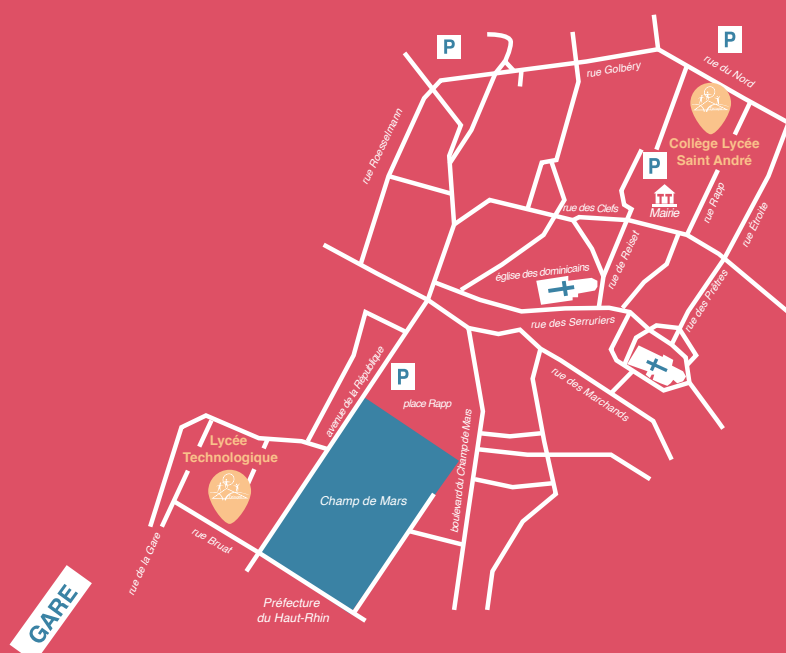 P
P
rue du Nord
rue Golbéry
rue Roesselmann
Collège Lycée
Saint André
P
rue Rapp
Mairie
rue des Clefs
rue Étroite
rue de Reiset
église des dominicains
rue des Prêtres
rue des Serruriers
avenue de la République
P
place Rapp
rue des Marchands
boulevard du Champ de Mars
Lycée
Technologique
Champ de Mars
rue Bruat
rue de la Gare
GARE
Préfecture
du Haut-Rhin